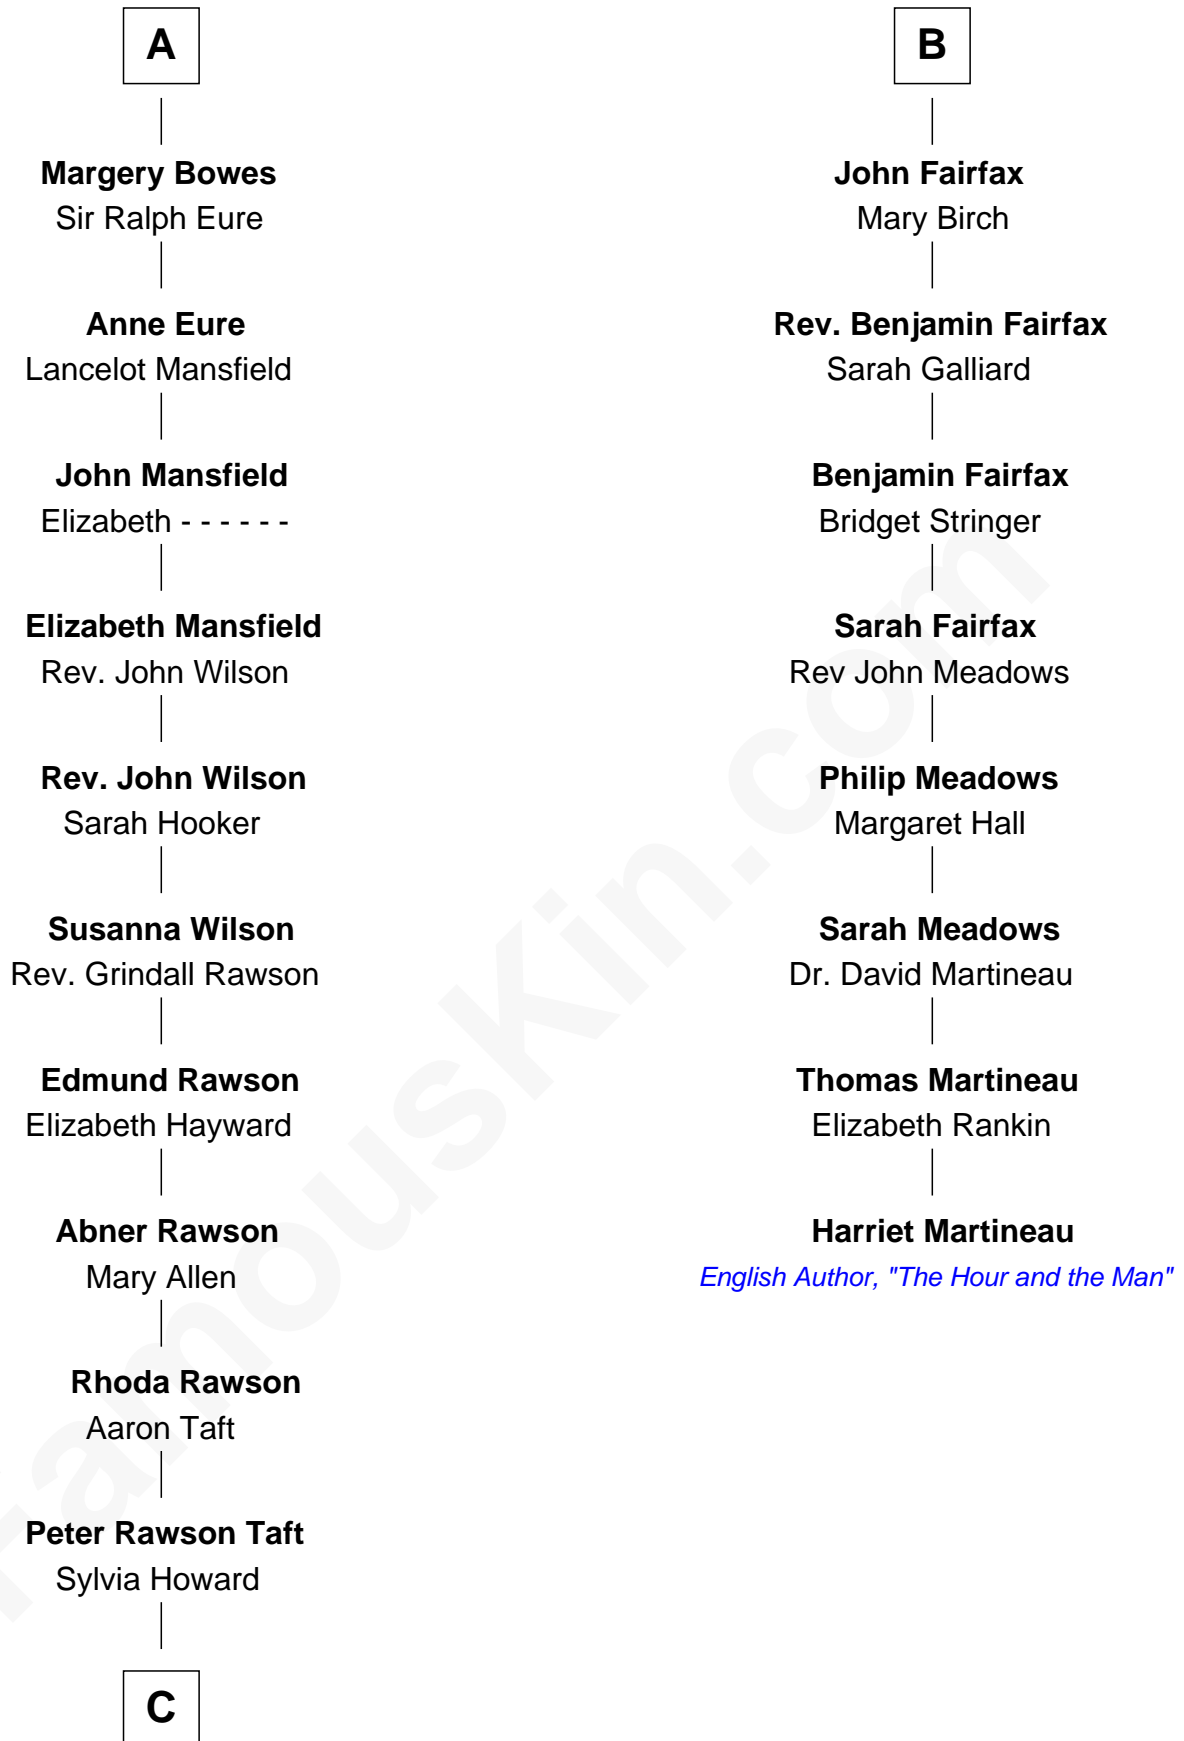 A
Margery Bowes
Sir Ralph Eure
Anne Eure
Lancelot Mansfield
John Mansfield
Elizabeth - - - - - -
Elizabeth Mansfield
Rev. John Wilson
Rev. John Wilson
Sarah Hooker
Susanna Wilson
Rev. Grindall Rawson
Edmund Rawson
Elizabeth Hayward
Abner Rawson
Mary Allen
Rhoda Rawson
Aaron Taft
Peter Rawson Taft
Sylvia Howard
C
B
John Fairfax
Mary Birch
Rev. Benjamin Fairfax
Sarah Galliard
Benjamin Fairfax
Bridget Stringer
Sarah Fairfax
Rev John Meadows
Philip Meadows
Margaret Hall
Sarah Meadows
Dr. David Martineau
Thomas Martineau
Elizabeth Rankin
Harriet Martineau
English Author, "The Hour and the Man"
FamousKin.com